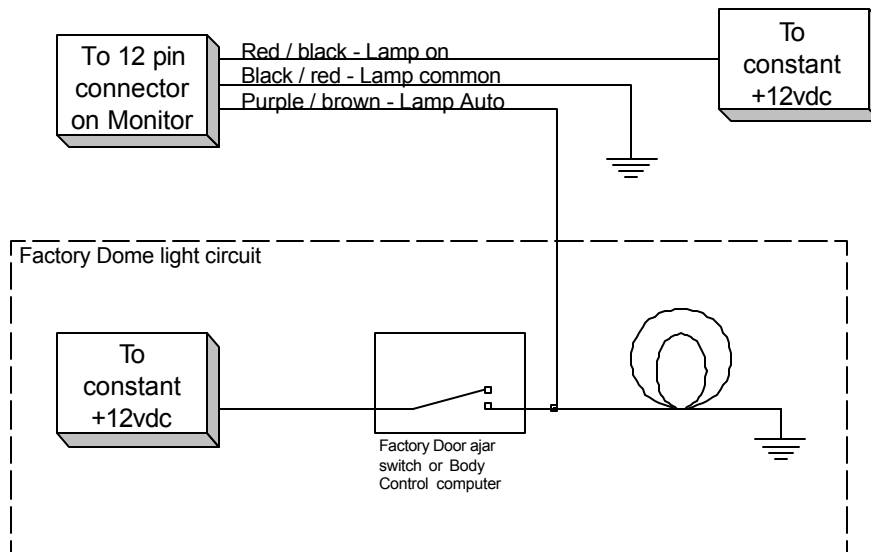 To 12 pin
connector
on Monitor
Red / black - Lamp on
Black / red - Lamp common
Purple / brown - Lamp Auto
To
constant
+12vdc
Factory Dome light circuit
To
constant
+12vdc
Factory Door ajar
switch or Body
Control computer